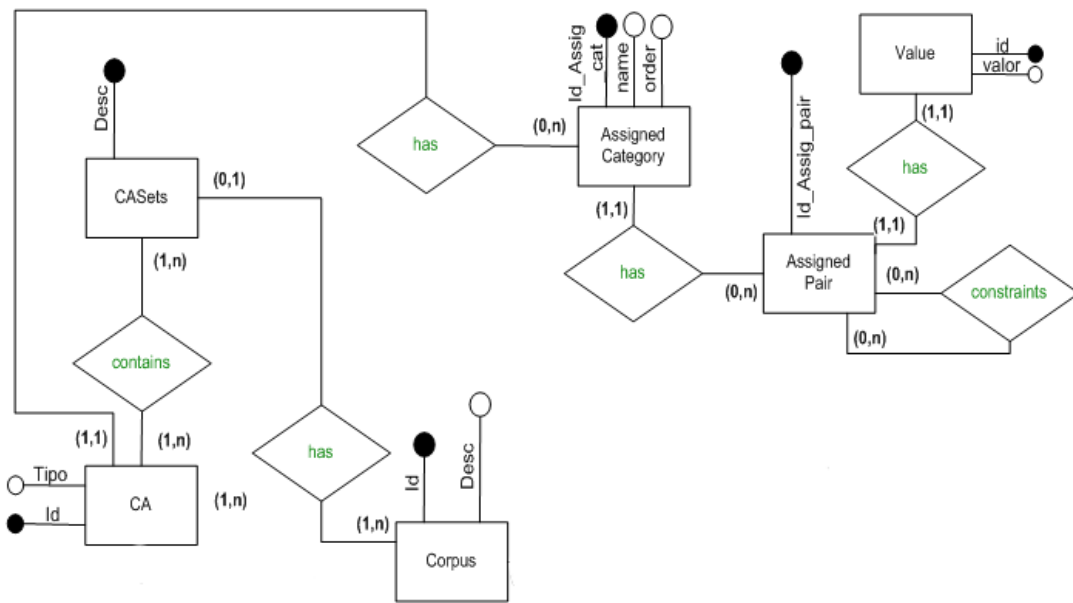 Id_Assig
_cat
name
order
Value
id
valor
Desc
Id_Assig_pair
(1,1)
has
(0,n)
Assigned
Category
has
CASets
(0,1)
(1,1)
(1,1)
(1,n)
has
(0,n)
Assigned
Pair
(0,n)
constraints
(0,n)
contains
Desc
(1,1)
(1,n)
has
Id
Tipo
CA
(1,n)
Id
(1,n)
Corpus